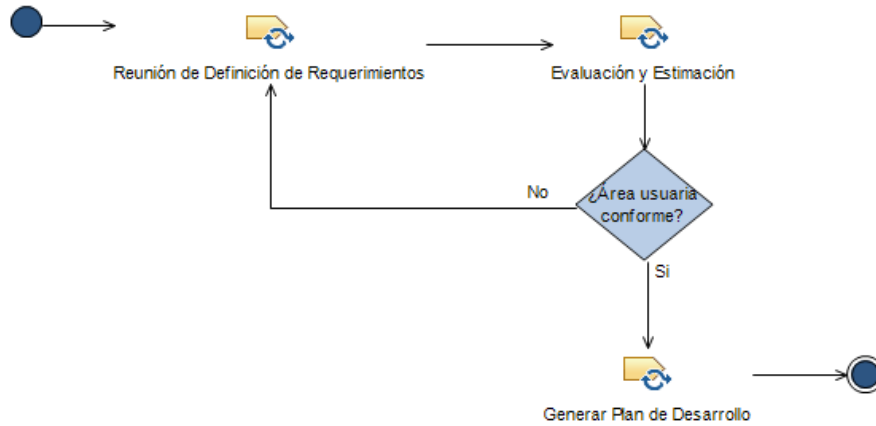 Reunión de Definición de Requerimientos
Evaluación y Estimación
¿Área usuaria
conforme?
No
Si
Generar Plan de Desarrollo